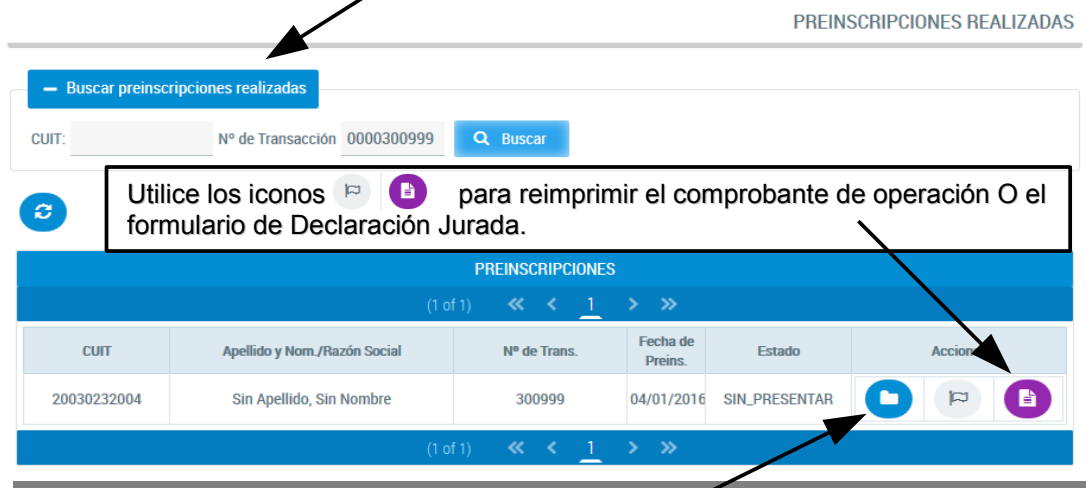 PREINSCRIPCIONES REALIZADAS
Buscar preinscripciones realizadas
CUIT: Nº de Transacción 0000300999 Buscar
Utilice los iconos para reimprimir el comprobante de operación O el
formulario de Declaración Jurada.
PREINSCRIPCIONES
(1 of 1) 1
CUIT Apellido y Nom./Razón Social Nº de Trans. Fecha de Preins. Estado Accion
20030232004 Sin Apellido, Sin Nombre 300999 04/01/2016 SIN_PRESENTAR
(1 of 1) 1